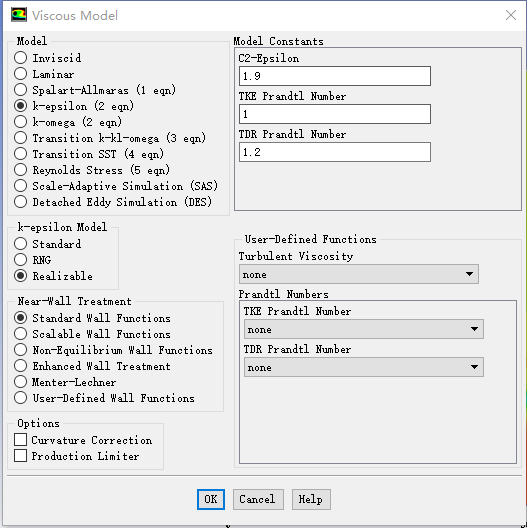 Viscous Model
Model
Inviscid
Laminar
Spalart-Allmaras (1 eqn)
k-epsilon (2 eqn)
k-omega (2 eqn)
Transition k-kl-omega (3 eqn)
Transition SST (4 eqn)
Reynolds Stress (5 eqn)
Scale-Adaptive Simulation (SAS)
Detached Eddy Simulation (DES)
k-epsilon Model
Standard
RNG
Realizable
Near-Wall Treatment
Standard Wall Functions
Scalable Wall Functions
Non-Equilibrium Wall Functions
Enhanced Wall Treatment
Menter-Lechner
User-Defined Wall Functions
Options
Curvature Correction
Production Limiter
Model Constants
C2-Epsilon
1.9
TKE Prandtl Number
1
TDR Prandtl Number
1.2
User-Defined Functions
Turbulent Viscosity
none
Prandtl Numbers
TKE Prandtl Number
none
TDR Prandtl Number
none
OK
Cancel
Help